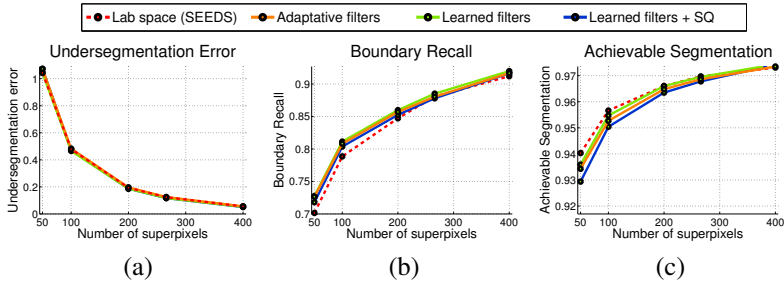 Lab space (SEEDS) Adaptive filters Learned filters Learned filters + SQ
Undersegmentation Error
Undersegmentation error
1
0.8
0.6
0.4
0.2
0
50 100 200 300 400
Number of superpixels
(a)
Boundary Recall
Boundary Recall
0.9
0.85
0.8
0.75
0.7
50 100 200 300 400
Number of superpixels
(b)
Achievable Segmentation
Achievable Segmentation
0.97
0.96
0.95
0.94
0.93
0.92
50 100 200 300 400
Number of superpixels
(c)